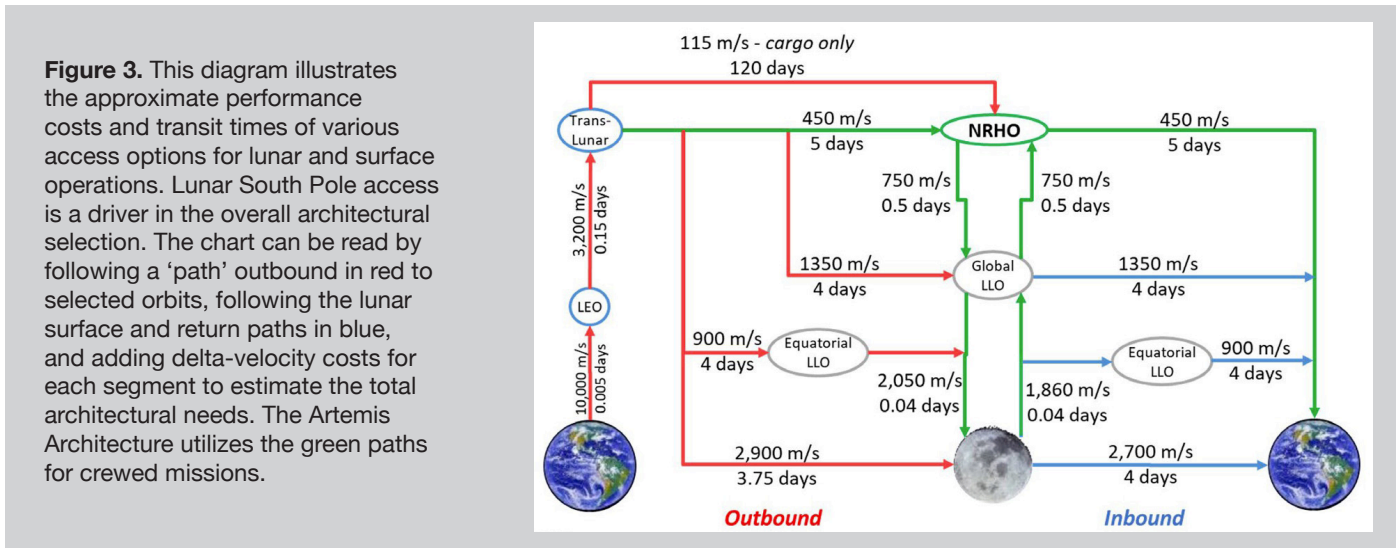 Figure 3. This diagram illustrates
the approximate performance
costs and transit times of various
access options for lunar and surface
operations. Lunar South Pole access
is a driver in the overall architectural
selection. The chart can be read by
following a ‘path’ outbound in red to
selected orbits, following the lunar
surface and return paths in blue,
and adding delta-velocity costs for
each segment to estimate the total
architectural needs. The Artemis
Architecture utilizes the green paths
for crewed missions.
115 m/s - cargo only
120 days
Trans-
Lunar
450 m/s
5 days
NRHO
450 m/s
5 days
3,200 m/s
0.15 days
750 m/s
0.5 days
750 m/s
0.5 days
1350 m/s
4 days
Global
LLO
1350 m/s
4 days
LEO
900 m/s
4 days
Equatorial
LLO
Equatorial
LLO
900 m/s
4 days
10,000 m/s
0.005 days
2,050 m/s
0.04 days
1,860 m/s
0.04 days
2,900 m/s
3.75 days
2,700 m/s
4 days
Outbound
Inbound